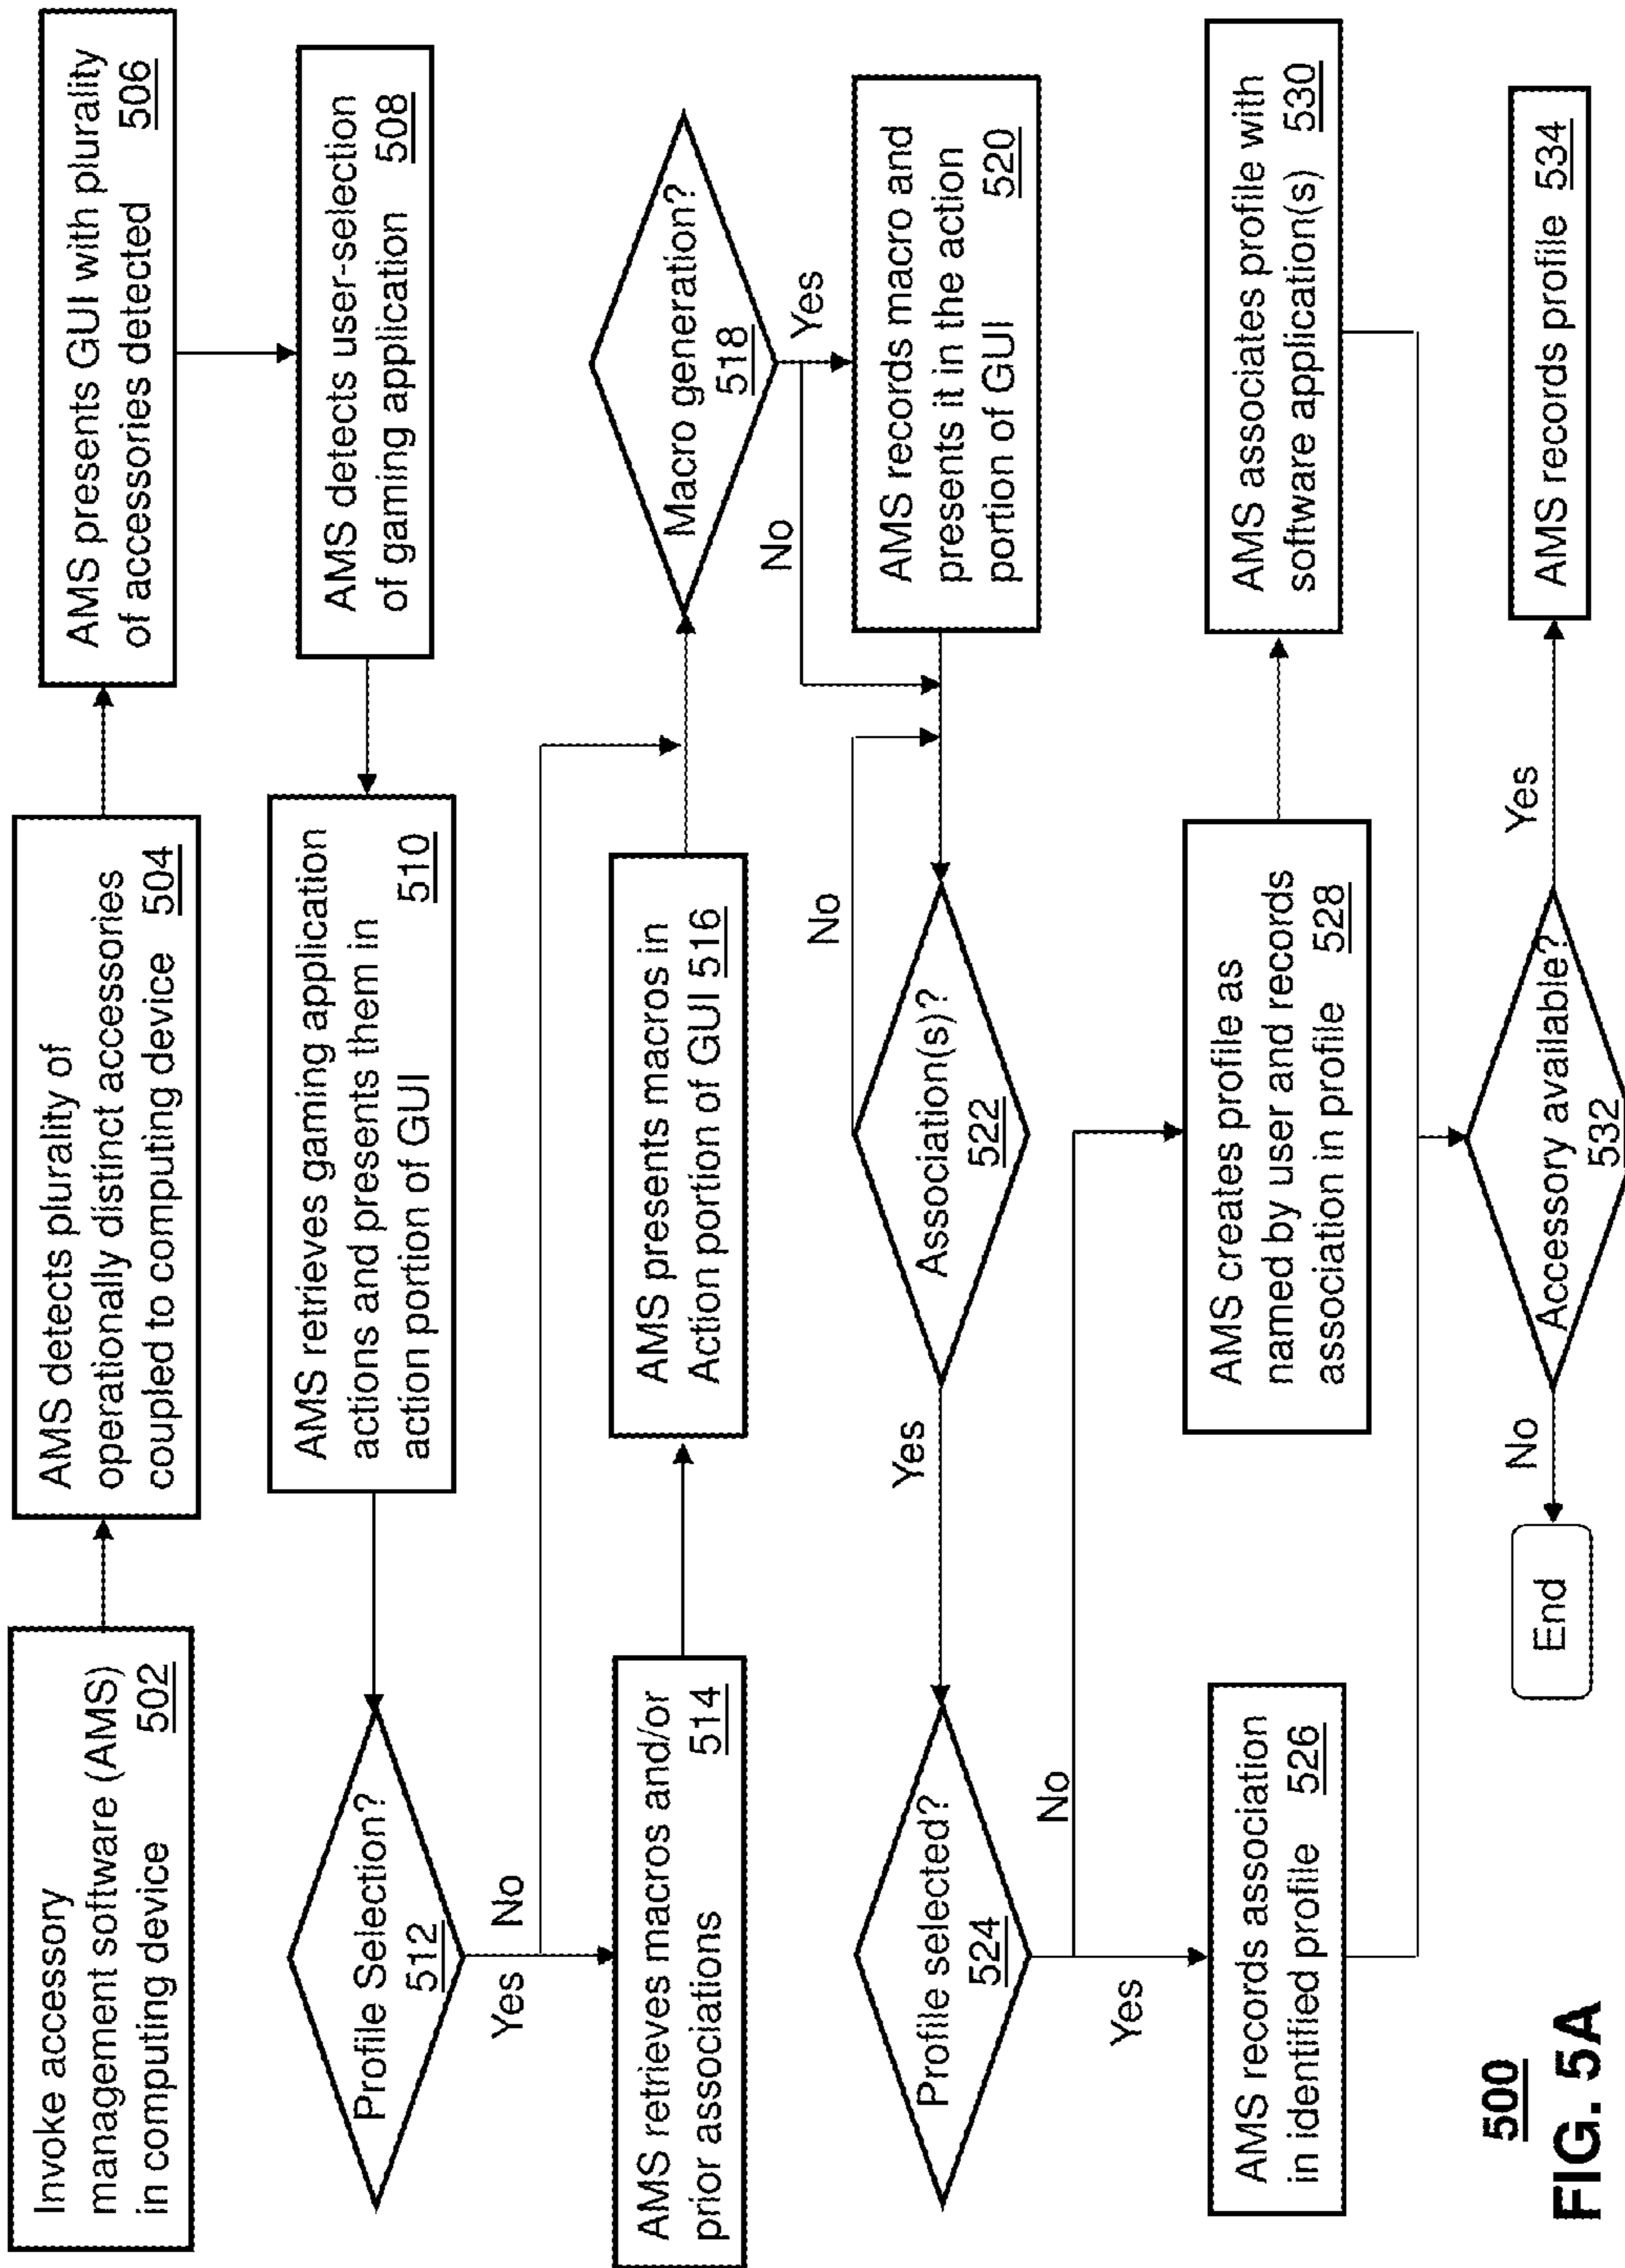 Invoke accessory
management software (AMS)
in computing device 502
AMS detects plurality of
operationally distinct accessories
coupled to computing device 504
AMS presents GUI with plurality
of accessories detected 506
AMS detects user-selection
of gaming application 508
AMS retrieves gaming application
actions and presents them in
action portion of GUI 510
Profile Selection?
512
No
Yes
AMS retrieves macros and/or
prior associations 514
AMS presents macros in
Action portion of GUI 516
Macro generation?
518
Yes
No
AMS records macro and
presents it in the action
portion of GUI 520
Association(s)?
522
No
Yes
Profile selected?
524
No
Yes
AMS records association
in identified profile 526
AMS creates profile as
named by user and records
association in profile 528
AMS associates profile with
software application(s) 530
Accessory available?
532
No
Yes
End
AMS records profile 534
500
FIG. 5A